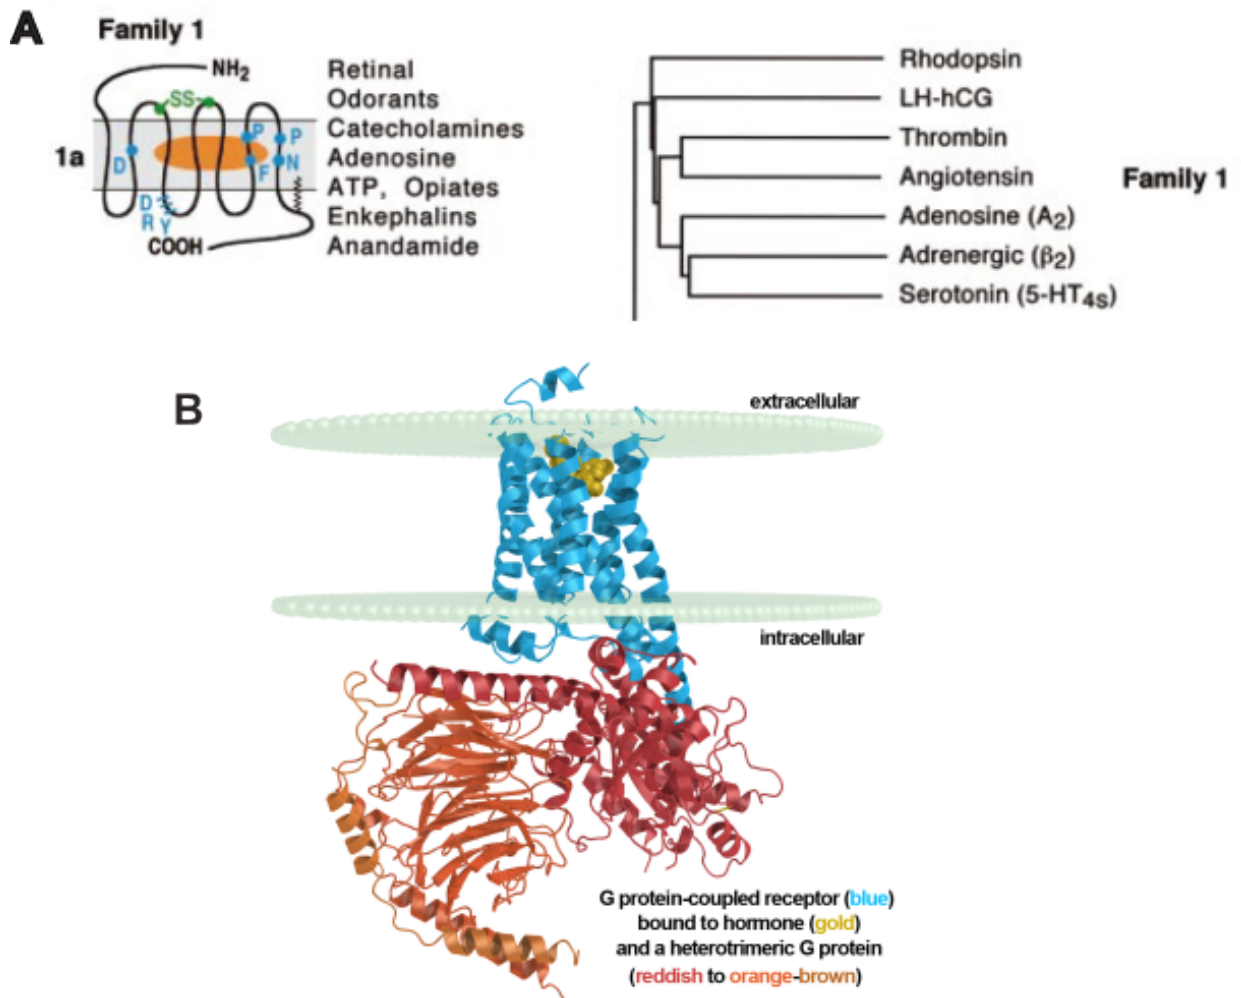 A
Family 1
NH2
SS
1a
D
P
P
F
N
D
R Y
COOH
Retinal
Odorants
Catecholamines
Adenosine
ATP, Opiates
Enkephalins
Anandamide
Rhodopsin
LH-hCG
Thrombin
Angiotensin
Adenosine (A2)
Adrenergic (β2)
Serotonin (5-HT4S)
Family 1
B
extracellular
intracellular
G protein-coupled receptor (blue)
bound to hormone (gold)
and a heterotrimeric G protein
(reddish to orange-brown)